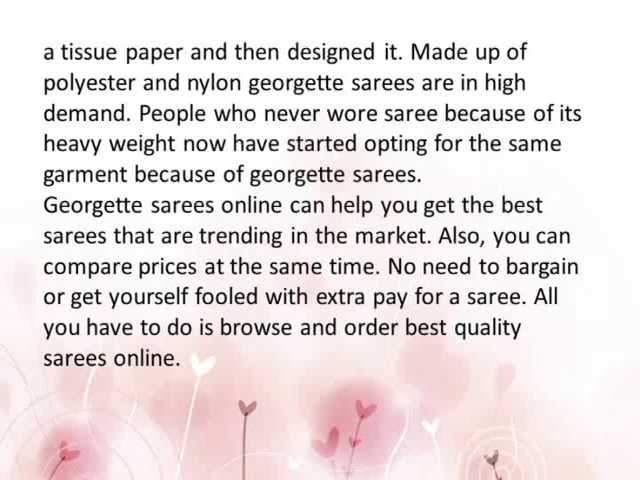 a tissue paper and then designed it. Made up of
polyester and nylon georgette sarees are in high
demand. People who never wore saree because of its
heavy weight now have started opting for the same
garment because of georgette sarees.
Georgette sarees online can help you get the best
sarees that are trending in the market. Also, you can
compare prices at the same time. No need to bargain
or get yourself fooled with extra pay for a saree. All
you have to do is browse and order best quality
sarees online.